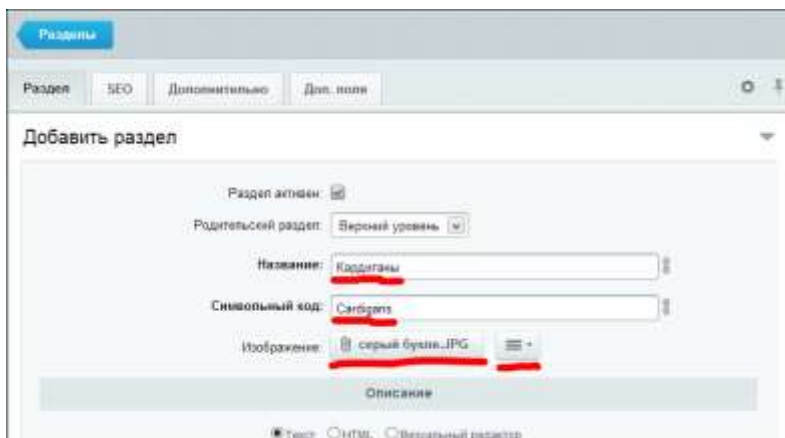 Разделы
Раздел SEO Дополнительно Доп. поля
Добавить раздел
Раздел активен:
Родительский раздел: Верхний уровень
Название: Кардиганы
Символьный код: Cardigans
Изображение: серый букле.JPG
Описание
Текст HTML Визуальный редактор